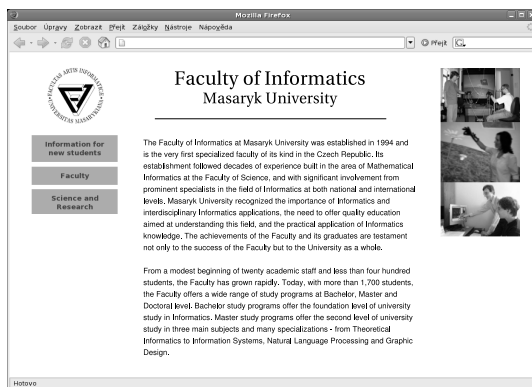 Mozilla Firefox
Soubor Úpravy Zobrazit Přejít Záložky Nástroje Nápověda
Přejít
FACULTAS ARTIS INFORMATICAE
UNIVERSITAS MASARYKIANA
Faculty of Informatics
Masaryk University
Information for
new students
Faculty
Science and
Research
The Faculty of Informatics at Masaryk University was established in 1994 and
is the very first specialized faculty of its kind in the Czech Republic. Its
establishment followed decades of experience built in the area of Mathematical
Informatics at the Faculty of Science, and with significant involvement from
prominent specialists in the field of Informatics at both national and international
levels. Masaryk University recognized the importance of Informatics and
interdisciplinary Informatics applications, the need to offer quality education
aimed at understanding this field, and the practical application of Informatics
knowledge. The achievements of the Faculty and its graduates are testament
not only to the success of the Faculty but to the University as a whole.
From a modest beginning of twenty academic staff and less than four hundred
students, the Faculty has grown rapidly. Today, with more than 1,700 students,
the Faculty offers a wide range of study programs at Bachelor, Master and
Doctoral level. Bachelor study programs offer the foundation level of university
study in Informatics. Master study programs offer the second level of university
study in three main subjects and many specializations - from Theoretical
Informatics to Information Systems, Natural Language Processing and Graphic
Design.
Hotovo